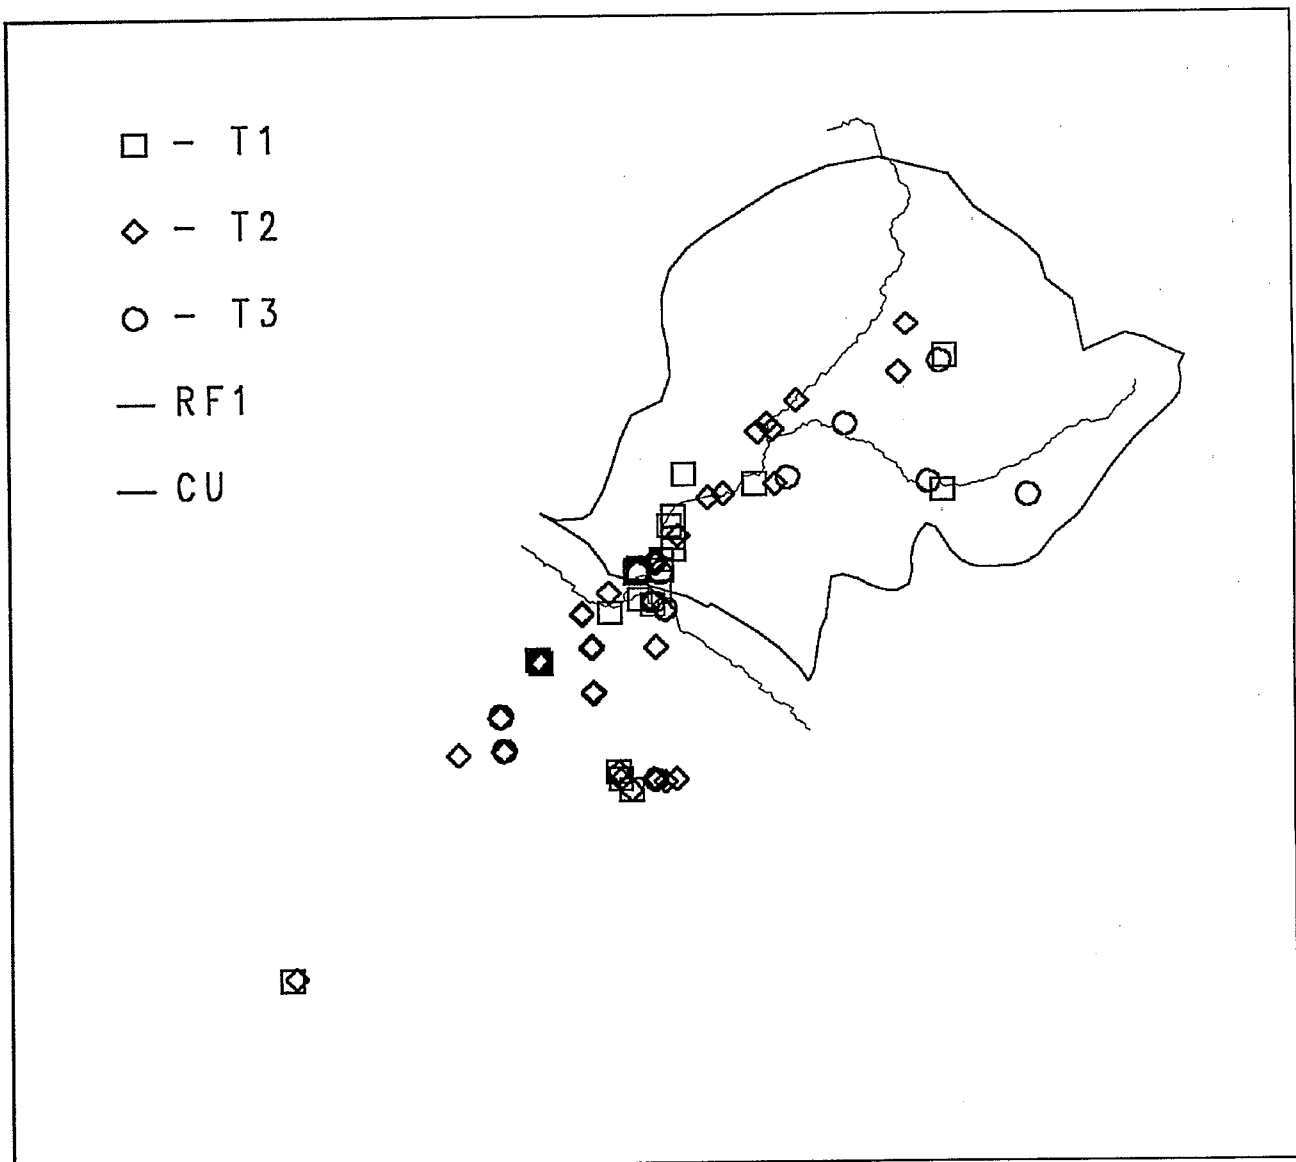 □ – T1
◇ – T2
○ – T3
— RF1
— CU